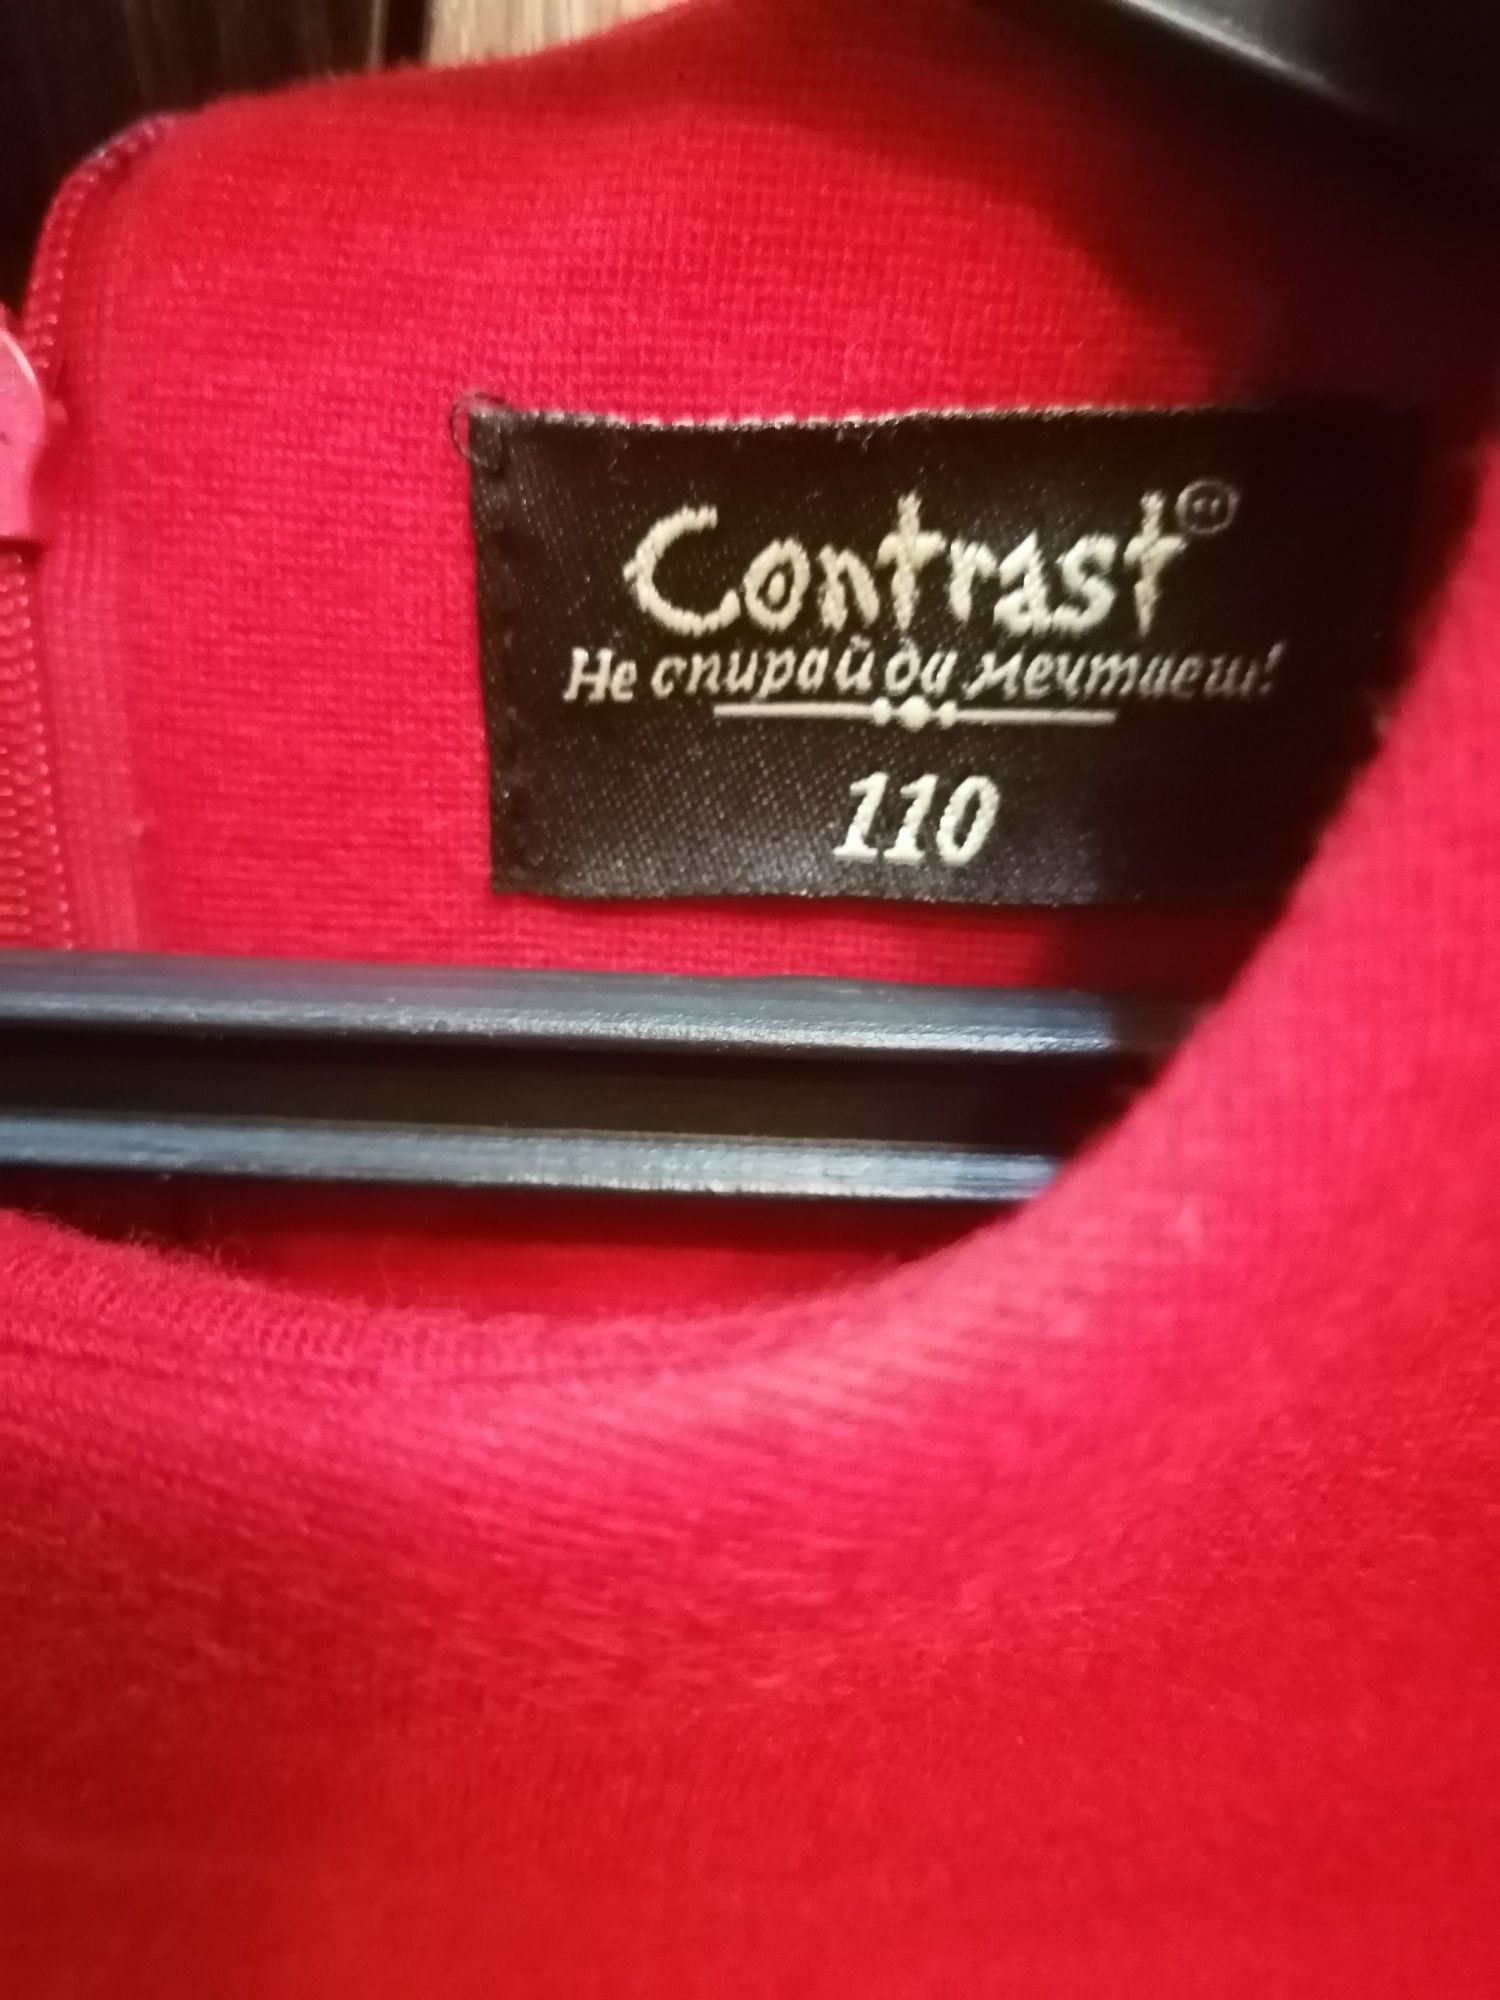 Contrast
Не спирай да мечтаеш!
110